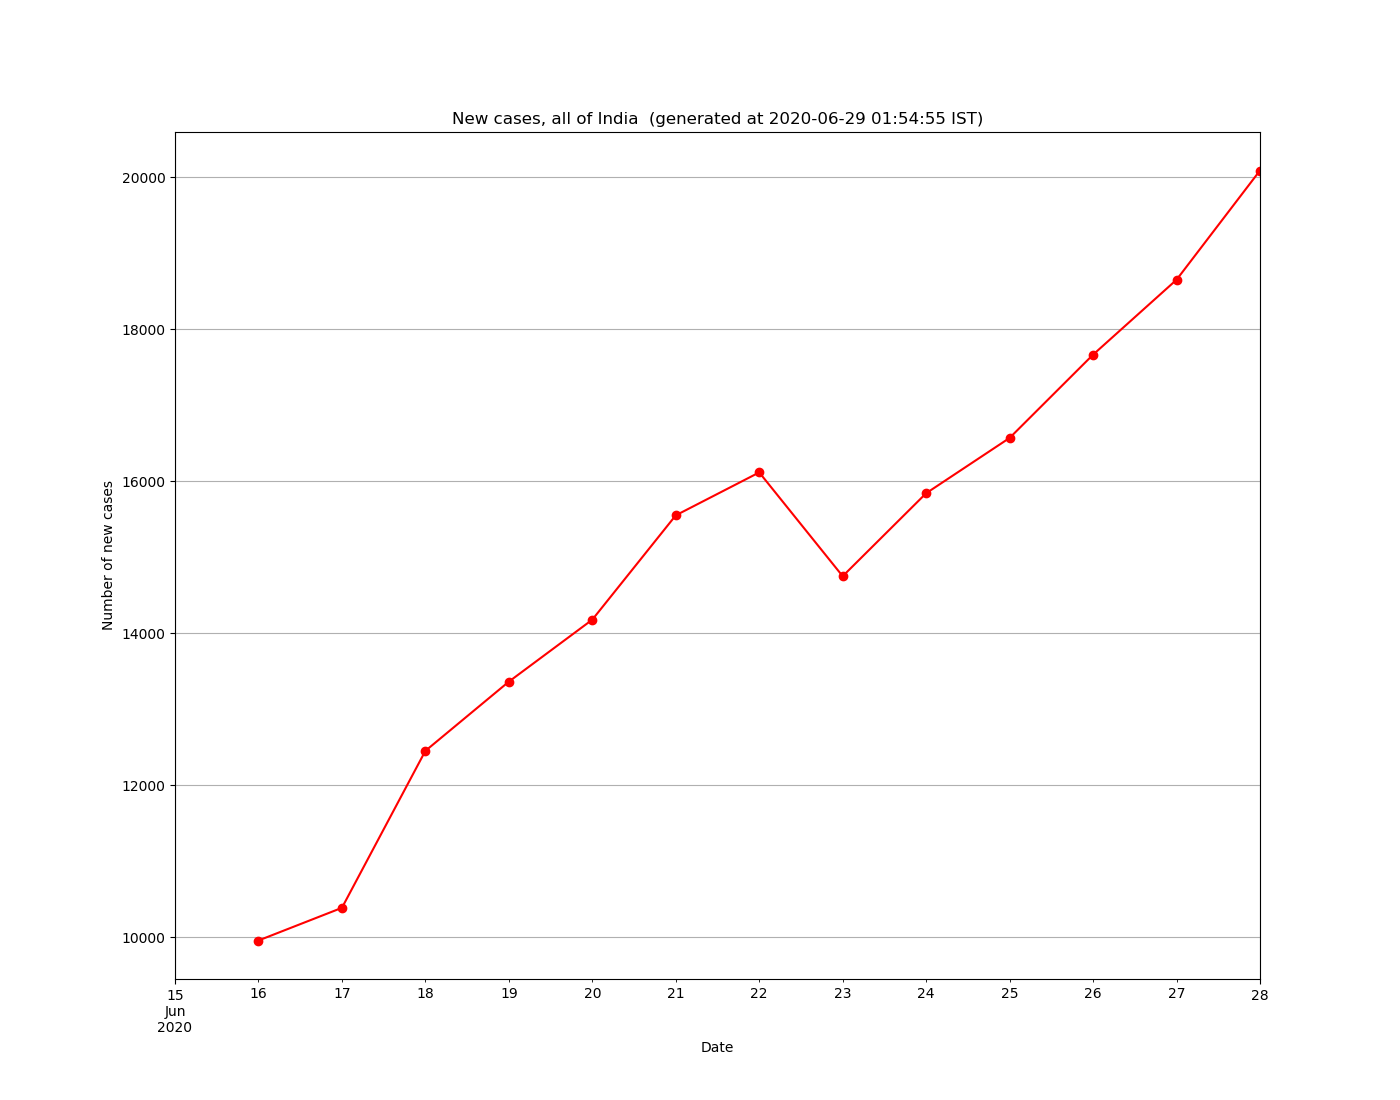 New cases, all of India  (generated at 2020-06-29 01:54:55 IST)
20000
18000
16000
14000
12000
10000
Number of new cases
15 16 17 18 19 20 21 22 23 24 25 26 27 28
Jun
2020
Date